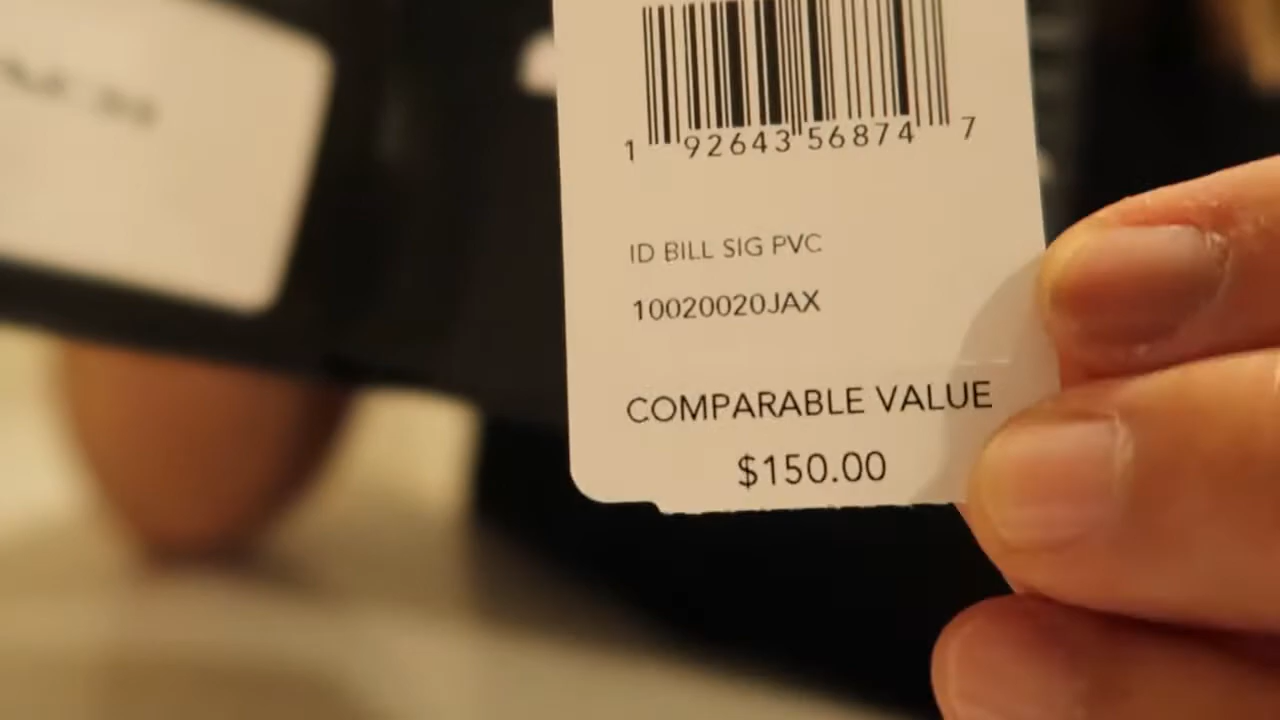 1 92643 56874 7
ID BILL SIG PVC
10020020JAX
COMPARABLE VALUE
$150.00